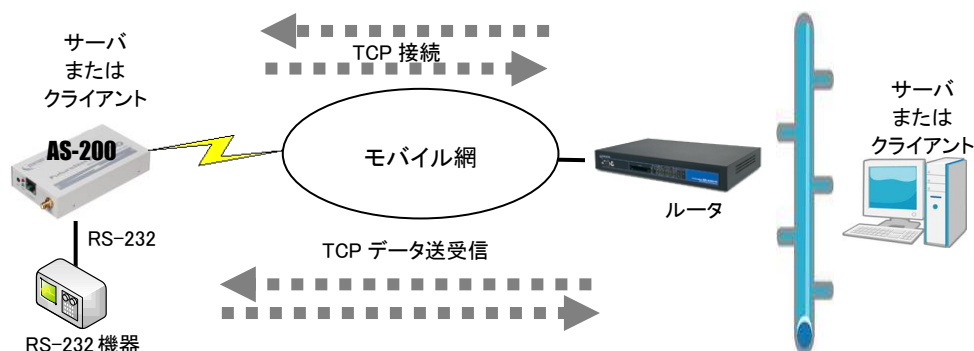 サーバ
または
クライアント
TCP 接続
AS-200
モバイル網
ルータ
サーバ
または
クライアント
RS-232
TCP データ送受信
RS-232 機器